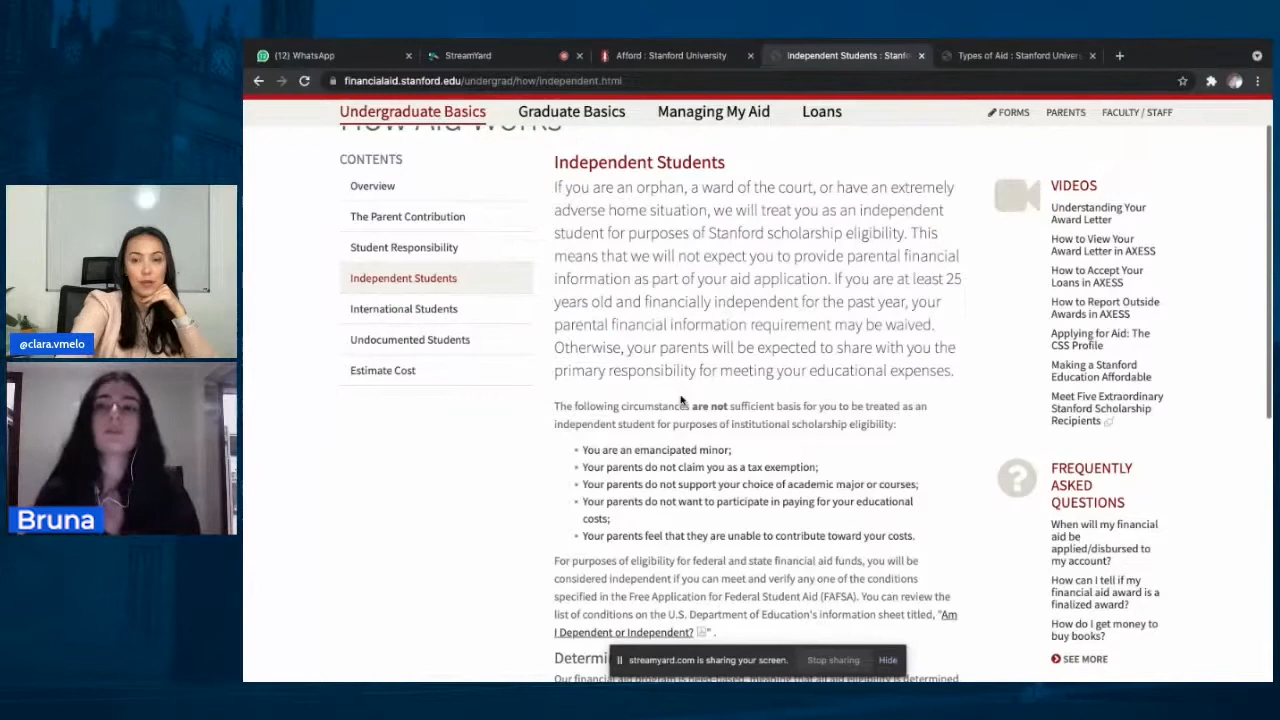 (12) WhatsApp
StreamYard
Afford : Stanford University
Independent Students : Stanf
Types of Aid : Stanford Univers
financialaid.stanford.edu/undergrad/how/independent.html
Undergraduate Basics
Graduate Basics
Managing My Aid
Loans
FORMS
PARENTS
FACULTY / STAFF
How Aid Works
CONTENTS
Overview
The Parent Contribution
Student Responsibility
Independent Students
International Students
Undocumented Students
Estimate Cost
Independent Students
If you are an orphan, a ward of the court, or have an extremely
adverse home situation, we will treat you as an independent
student for purposes of Stanford scholarship eligibility. This
means that we will not expect you to provide parental financial
information as part of your aid application. If you are at least 25
years old and financially independent for the past year, your
parental financial information requirement may be waived.
Otherwise, your parents will be expected to share with you the
primary responsibility for meeting your educational expenses.
The following circumstances are not sufficient basis for you to be treated as an
independent student for purposes of institutional scholarship eligibility:
You are an emancipated minor;
Your parents do not claim you as a tax exemption;
Your parents do not support your choice of academic major or courses;
Your parents do not want to participate in paying for your educational
costs;
Your parents feel that they are unable to contribute toward your costs.
For purposes of eligibility for federal and state financial aid funds, you will be
considered independent if you can meet and verify any one of the conditions
specified in the Free Application for Federal Student Aid (FAFSA). You can review the
list of conditions on the U.S. Department of Education's information sheet titled, "Am
I Dependent or Independent? ".
Determi
Our financial aid program is need-based, meaning that all aid eligibility is determined
streamyard.com is sharing your screen.
Stop sharing
Hide
VIDEOS
Understanding Your
Award Letter
How to View Your
Award Letter in AXESS
How to Accept Your
Loans in AXESS
How to Report Outside
Awards in AXESS
Applying for Aid: The
CSS Profile
Making a Stanford
Education Affordable
Meet Five Extraordinary
Stanford Scholarship
Recipients
FREQUENTLY
ASKED
QUESTIONS
When will my financial
aid be
applied/disbursed to
my account?
How can I tell if my
financial aid award is a
finalized award?
How do I get money to
buy books?
SEE MORE
@clara.vmelo
Bruna